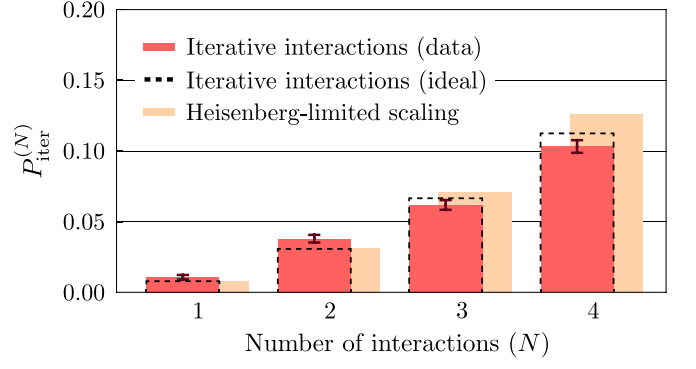 0.20
0.15
0.10
0.05
0.00
P_iter^(N)
Iterative interactions (data)
Iterative interactions (ideal)
Heisenberg-limited scaling
1 2 3 4
Number of interactions (N)